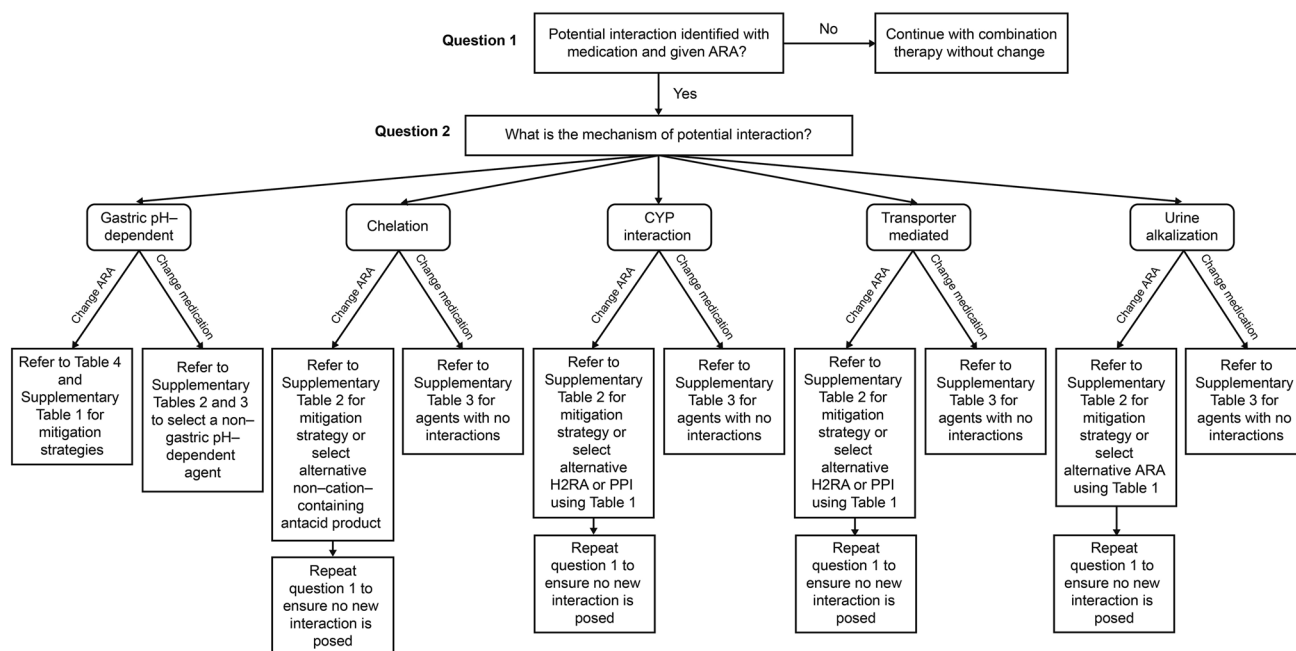 Question 1
Potential interaction identified with
medication and given ARA?
No
Continue with combination
therapy without change
Yes
Question 2
What is the mechanism of potential interaction?
Gastric pH–
dependent
Chelation
CYP
interaction
Transporter
mediated
Urine
alkalization
Change ARA
Change medication
Change ARA
Change medication
Change ARA
Change medication
Change ARA
Change medication
Change ARA
Change medication
Refer to Table 4
and
Supplementary
Table 1 for
mitigation
strategies
Refer to
Supplementary
Tables 2 and 3
to select a non–
gastric pH–
dependent
agent
Refer to
Supplementary
Table 2 for
mitigation
strategy or
select
alternative
non–cation–
containing
antacid product
Refer to
Supplementary
Table 3 for
agents with no
interactions
Refer to
Supplementary
Table 2 for
mitigation
strategy or
select
alternative
H2RA or PPI
using Table 1
Refer to
Supplementary
Table 3 for
agents with no
interactions
Refer to
Supplementary
Table 2 for
mitigation
strategy or
select
alternative
H2RA or PPI
using Table 1
Refer to
Supplementary
Table 3 for
agents with no
interactions
Refer to
Supplementary
Table 2 for
mitigation
strategy or
select
alternative ARA
using Table 1
Refer to
Supplementary
Table 3 for
agents with no
interactions
Repeat
question 1 to
ensure no new
interaction is
posed
Repeat
question 1 to
ensure no new
interaction is
posed
Repeat
question 1 to
ensure no new
interaction is
posed
Repeat
question 1 to
ensure no new
interaction is
posed